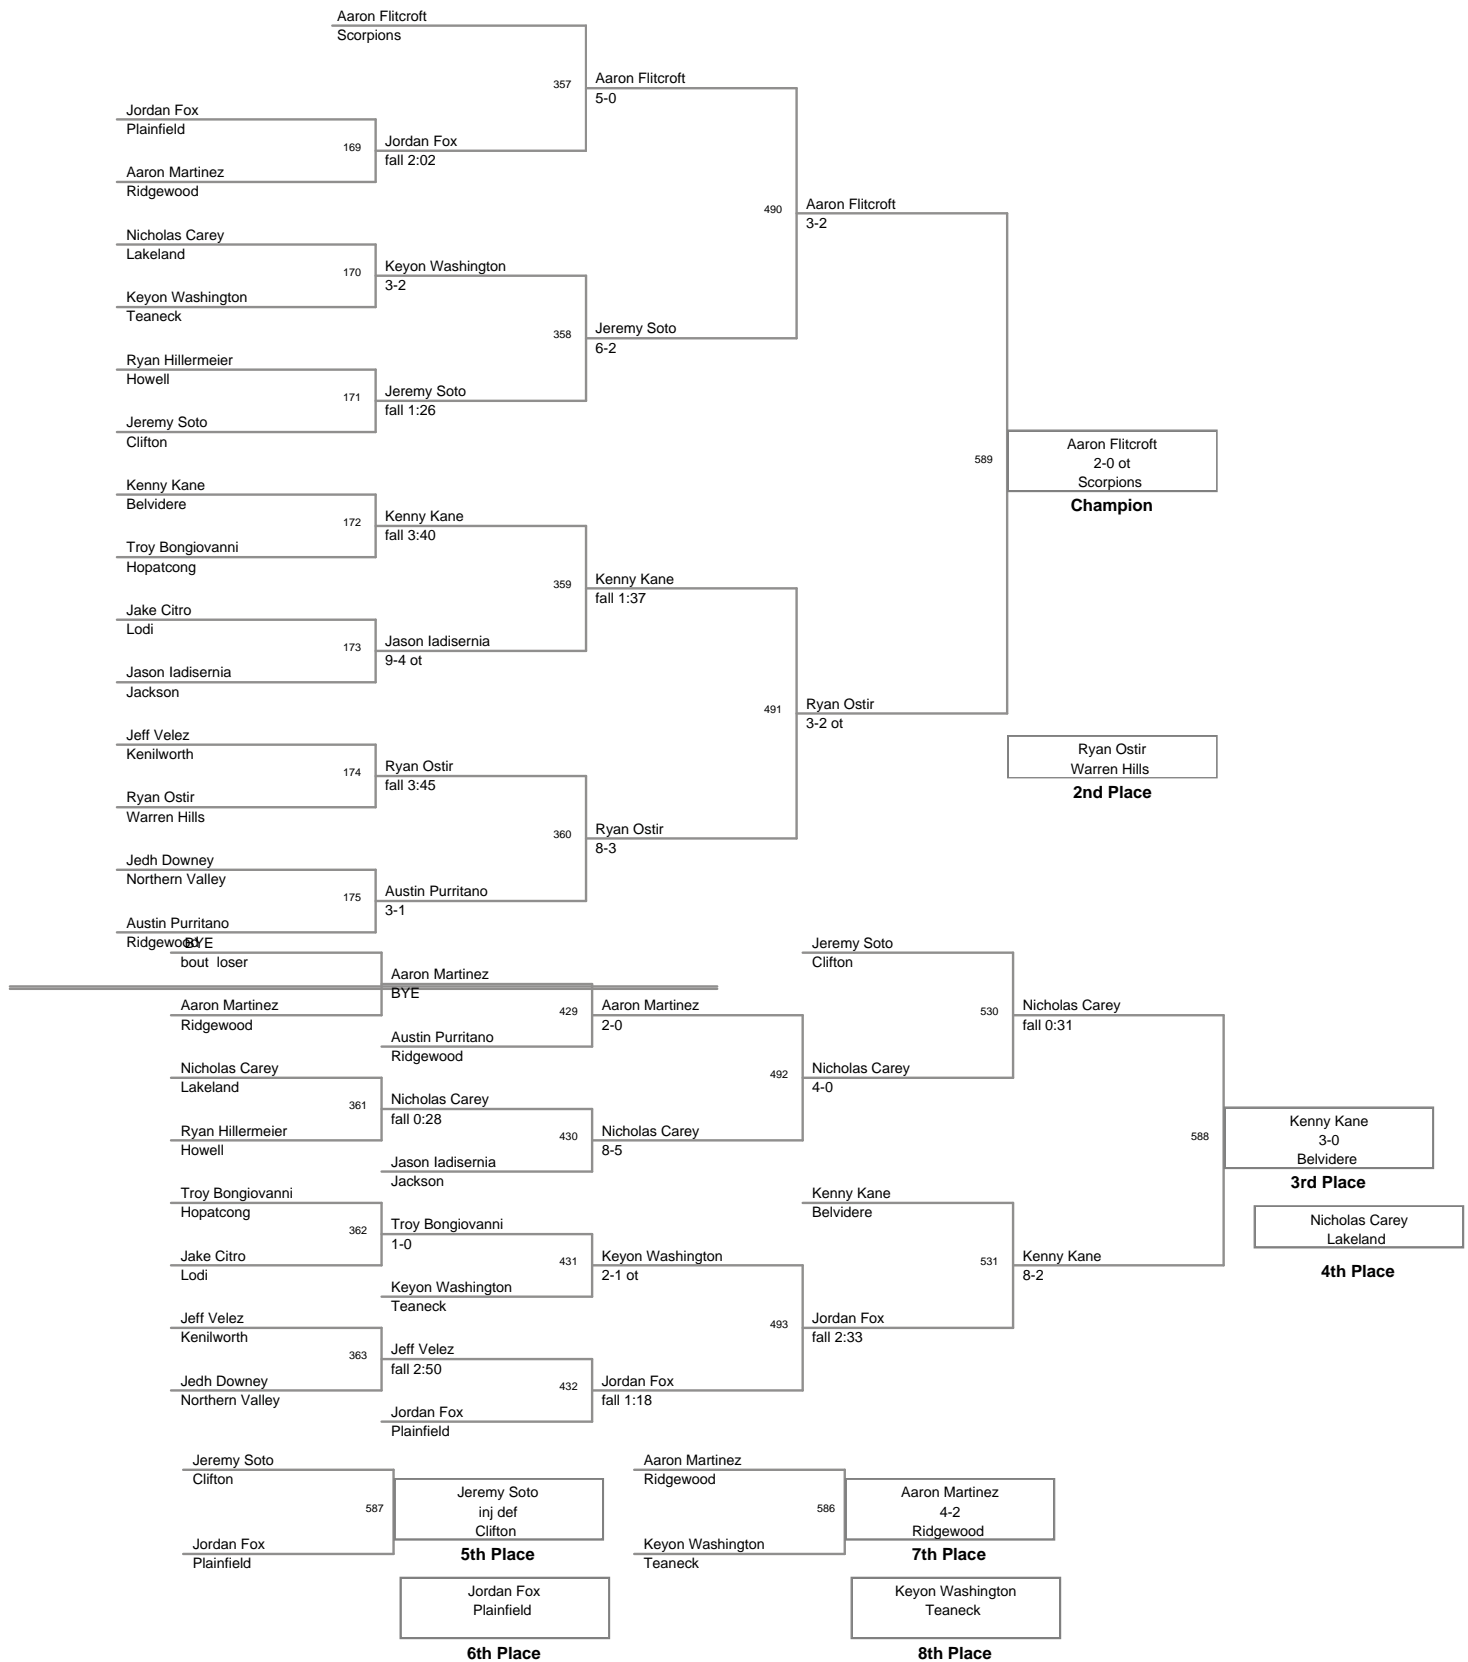 Aaron Flitcroft
Scorpions
357
Aaron Flitcroft
5-0
Jordan Fox
Plainfield
169
Jordan Fox
fall 2:02
Aaron Martinez
Ridgewood
490
Aaron Flitcroft
3-2
Nicholas Carey
Lakeland
170
Keyon Washington
3-2
Keyon Washington
Teaneck
358
Jeremy Soto
6-2
Ryan Hillermeier
Howell
171
Jeremy Soto
fall 1:26
Jeremy Soto
Clifton
589
Aaron Flitcroft
2-0 ot
Scorpions
Champion
Kenny Kane
Belvidere
172
Kenny Kane
fall 3:40
Troy Bongiovanni
Hopatcong
359
Kenny Kane
fall 1:37
Jake Citro
Lodi
173
Jason Iadisernia
9-4 ot
Jason Iadisernia
Jackson
491
Ryan Ostir
3-2 ot
Jeff Velez
Kenilworth
174
Ryan Ostir
fall 3:45
Ryan Ostir
Warren Hills
2nd Place
Ryan Ostir
Warren Hills
360
Ryan Ostir
8-3
Jedh Downey
Northern Valley
175
Austin Purritano
3-1
Austin Purritano
Ridgewood
BYE
bout loser
Aaron Martinez
BYE
Aaron Martinez
Ridgewood
429
Aaron Martinez
2-0
Austin Purritano
Ridgewood
Jeremy Soto
Clifton
530
Nicholas Carey
fall 0:31
492
Nicholas Carey
4-0
Nicholas Carey
Lakeland
361
Nicholas Carey
fall 0:28
Ryan Hillermeier
Howell
430
Nicholas Carey
8-5
Jason Iadisernia
Jackson
588
Kenny Kane
3-0
Belvidere
3rd Place
Nicholas Carey
Lakeland
4th Place
Troy Bongiovanni
Hopatcong
362
Troy Bongiovanni
1-0
Jake Citro
Lodi
431
Keyon Washington
2-1 ot
Keyon Washington
Teaneck
Kenny Kane
Belvidere
531
Kenny Kane
8-2
493
Jordan Fox
fall 2:33
Jeff Velez
Kenilworth
363
Jeff Velez
fall 2:50
Jedh Downey
Northern Valley
432
Jordan Fox
fall 1:18
Jordan Fox
Plainfield
Jeremy Soto
Clifton
587
Jeremy Soto
inj def
Clifton
5th Place
Jordan Fox
Plainfield
Jordan Fox
Plainfield
6th Place
Aaron Martinez
Ridgewood
586
Aaron Martinez
4-2
Ridgewood
7th Place
Keyon Washington
Teaneck
Keyon Washington
Teaneck
8th Place